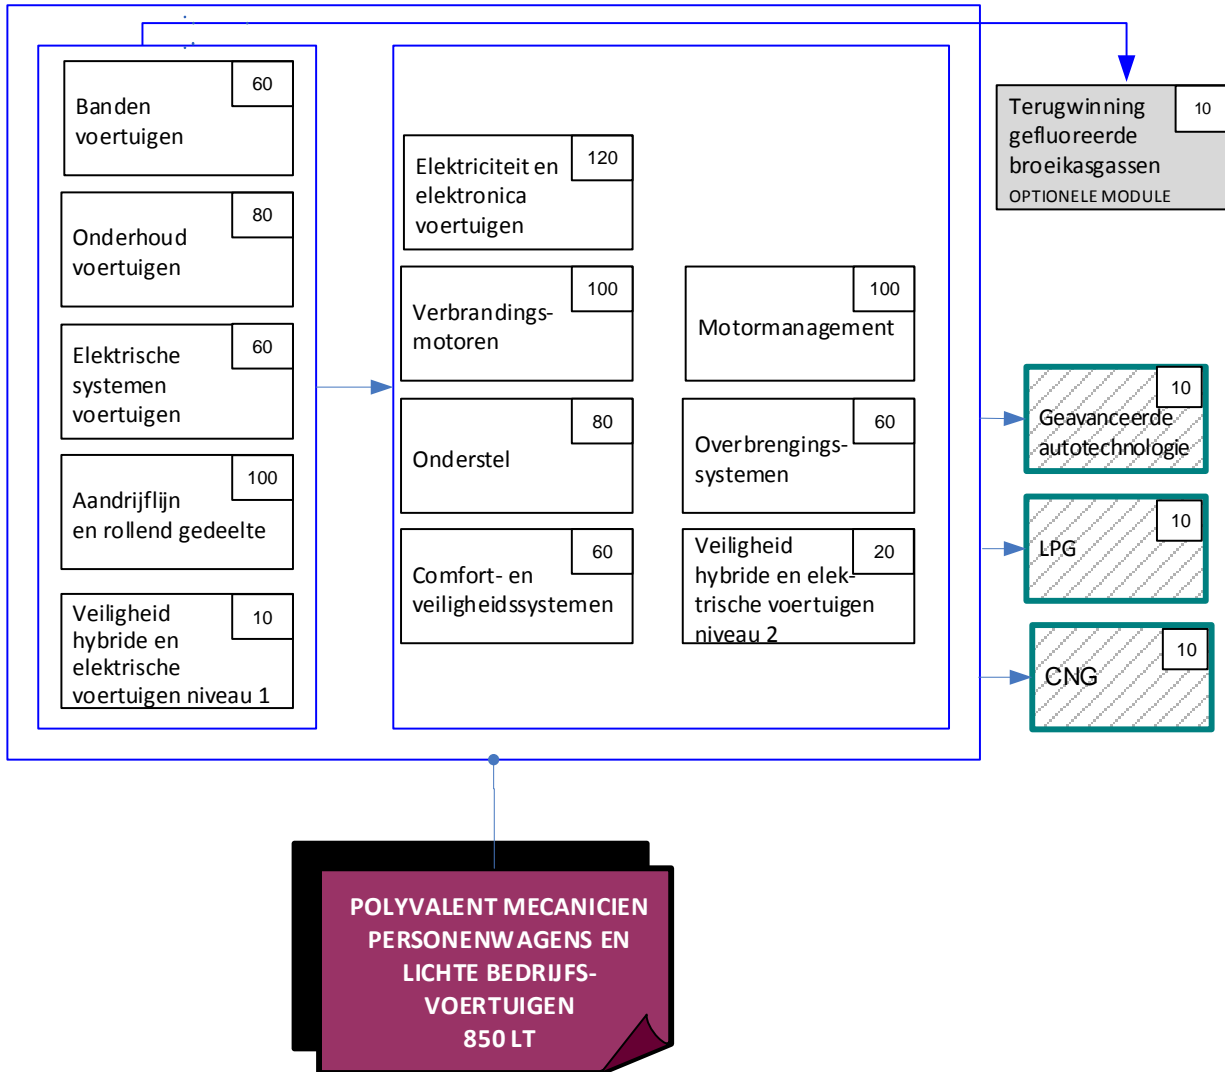 60
Banden
voertuigen
80
Onderhoud
voertuigen
60
Elektrische
systemen
voertuigen
100
Aandrijflijn
en rollend gedeelte
10
Veiligheid
hybride en
elektrische
voertuigen niveau 1
120
Elektriciteit en
elektronica
voertuigen
100
Verbrandings-
motoren
80
Onderstel
60
Comfort- en
veiligheidssystemen
100
Motormanagement
60
Overbrengings-
systemen
20
Veiligheid
hybride en elek-
trische voertuigen
niveau 2
10
Terugwinning
gefluoreerde
broeikasgassen
OPTIONELE MODULE
10
Geavanceerde
autotechnologie
10
LPG
10
CNG
POLYVALENT MECANICIEN
PERSONENWAGENS EN
LICHTE BEDRIJFS-
VOERTUIGEN
850 LT